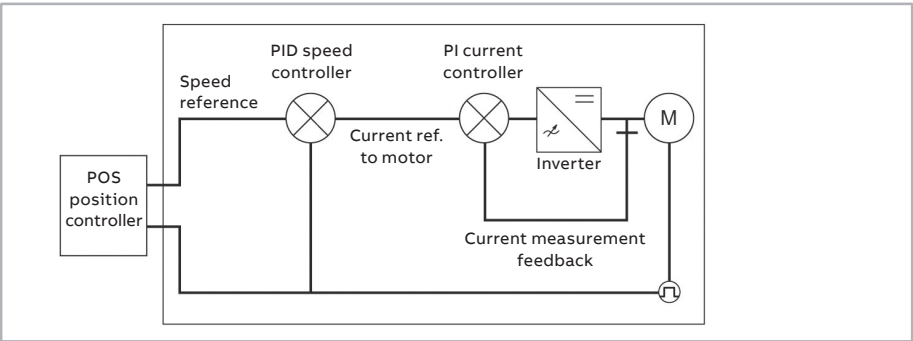 PID speed
controller
PI current
controller
Speed
reference
M
Current ref.
to motor
Inverter
POS
position
controller
Current measurement
feedback